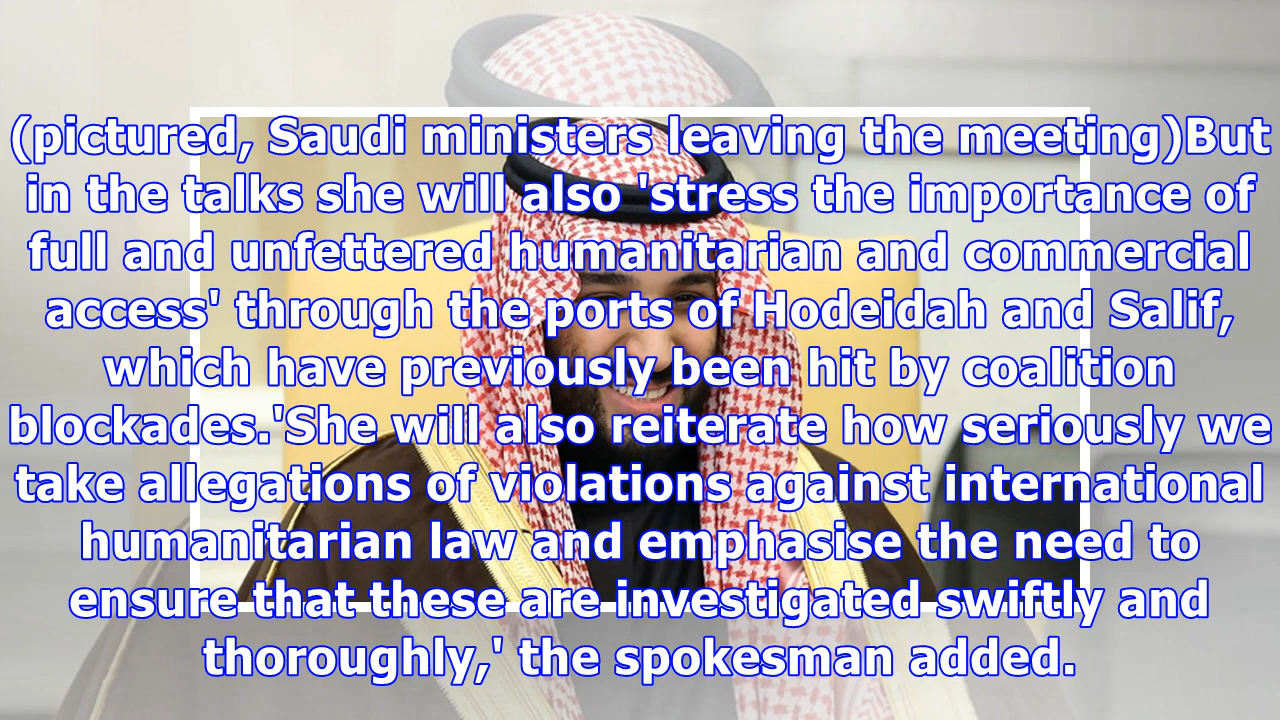 (pictured, Saudi ministers leaving the meeting)But
in the talks she will also 'stress the importance of
full and unfettered humanitarian and commercial
access' through the ports of Hodeidah and Salif,
which have previously been hit by coalition
blockades.'She will also reiterate how seriously we
take allegations of violations against international
humanitarian law and emphasise the need to
ensure that these are investigated swiftly and
thoroughly,' the spokesman added.